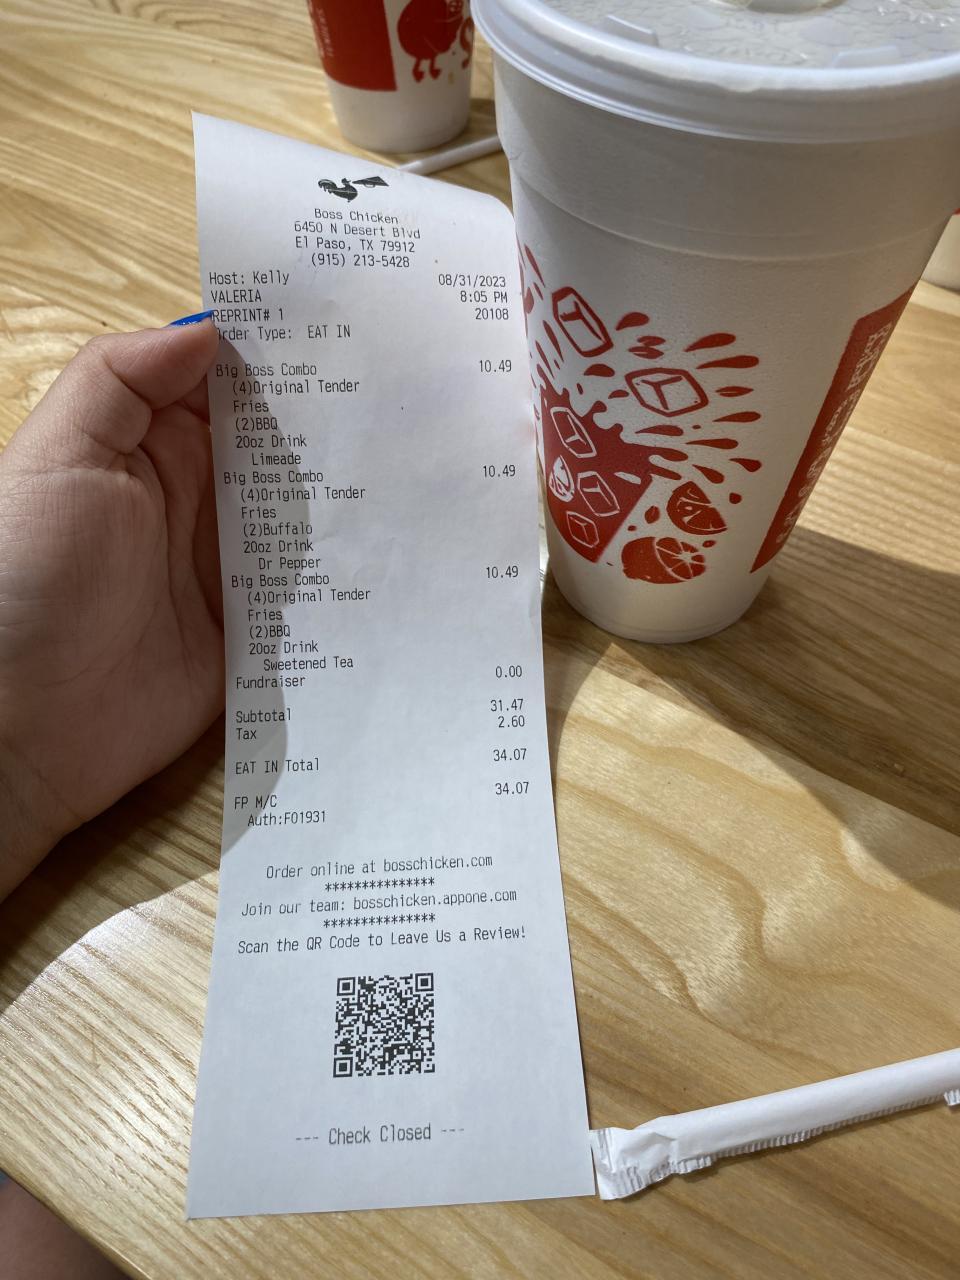 Boss Chicken
6450 N Desert Blvd
El Paso, TX 79912
(915) 213-5428
Host: Kelly 08/31/2023
VALERIA 8:05 PM
REPRINT# 1 20108
Order Type: EAT IN
Big Boss Combo 10.49
(4)Original Tender
Fries
(2)BBQ
20oz Drink
Limeade
Big Boss Combo 10.49
(4)Original Tender
Fries
(2)Buffalo
20oz Drink
Dr Pepper
Big Boss Combo 10.49
(4)Original Tender
Fries
(2)BBQ
20oz Drink
Sweetened Tea
Fundraiser 0.00
Subtotal 31.47
Tax 2.60
EAT IN Total 34.07
FP M/C 34.07
Auth:F01931
Order online at bosschicken.com
***************
Join our team: bosschicken.appone.com
***************
Scan the QR Code to Leave Us a Review!
--- Check Closed ---